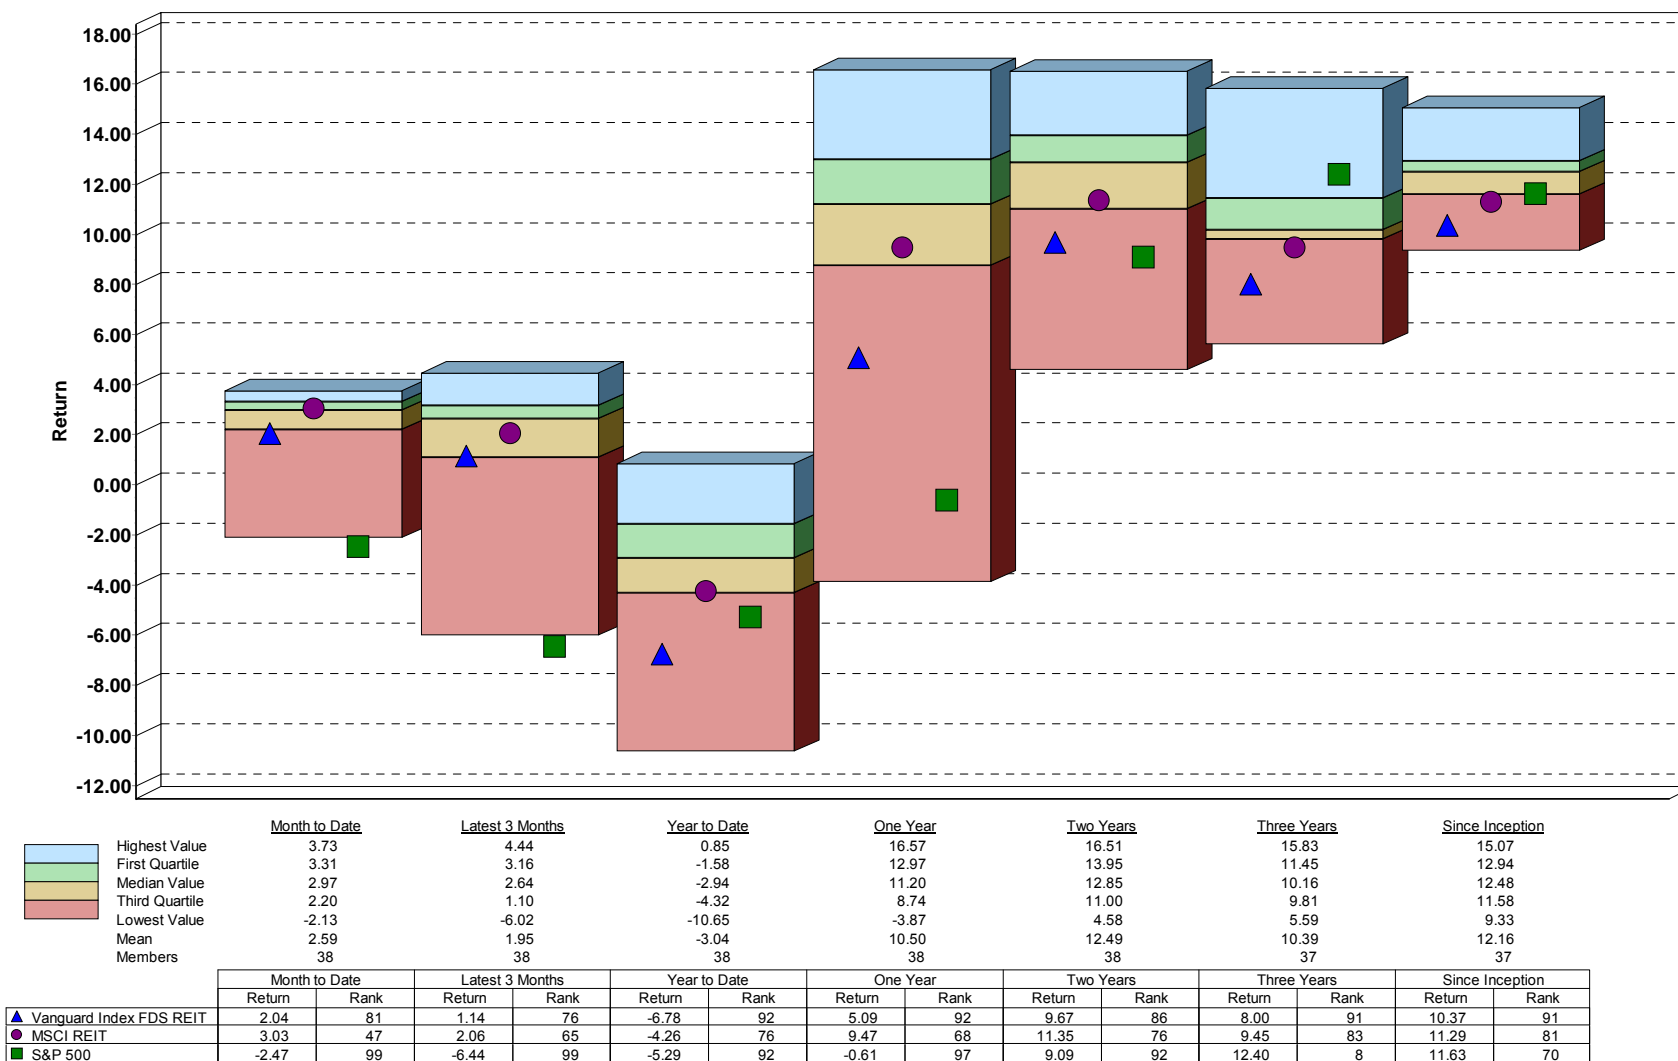 18.00
16.00
14.00
12.00
10.00
8.00
6.00
4.00
2.00
0.00
-2.00
-4.00
-6.00
-8.00
-10.00
-12.00
Return
Month to Date Latest 3 Months Year to Date One Year Two Years Three Years Since Inception
Highest Value 3.73 4.44 0.85 16.57 16.51 15.83 15.07
First Quartile 3.31 3.16 -1.58 12.97 13.95 11.45 12.94
Median Value 2.97 2.64 -2.94 11.20 12.85 10.16 12.48
Third Quartile 2.20 1.10 -4.32 8.74 11.00 9.81 11.58
Lowest Value -2.13 -6.02 -10.65 -3.87 4.58 5.59 9.33
Mean 2.59 1.95 -3.04 10.50 12.49 10.39 12.16
Members 38 38 38 38 38 37 37
Month to Date Latest 3 Months Year to Date One Year Two Years Three Years Since Inception
Return Rank Return Rank Return Rank Return Rank Return Rank Return Rank Return Rank
Vanguard Index FDS REIT 2.04 81 1.14 76 -6.78 92 5.09 92 9.67 86 8.00 91 10.37 91
MSCI REIT 3.03 47 2.06 65 -4.26 76 9.47 68 11.35 76 9.45 83 11.29 81
S&P 500 -2.47 99 -6.44 99 -5.29 92 -0.61 97 9.09 92 12.40 8 11.63 70